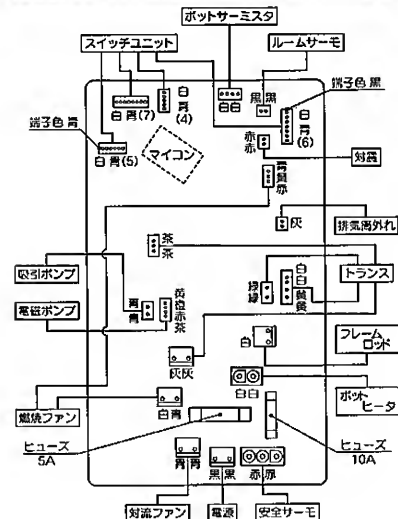 ポットサーミスタ
スイッチユニット
ルームサーモ
端子色 黒
白 青(7)
白 青 (4)
白白
黒黒
白 青 (6)
端子色 青
白 青(5)
マイコン
赤赤
対震
青黄赤
灰
排気筒外れ
茶茶
吸引ポンプ
電磁ポンプ
青青
黄橙赤茶
緑緑
白白黄黄
トランス
白
フレームロッド
灰灰
白白
ポットヒータ
燃焼ファン
白青
ヒューズ
5A
ヒューズ
10A
青青
黒黒
赤赤
対流ファン
電源
安全サーモ